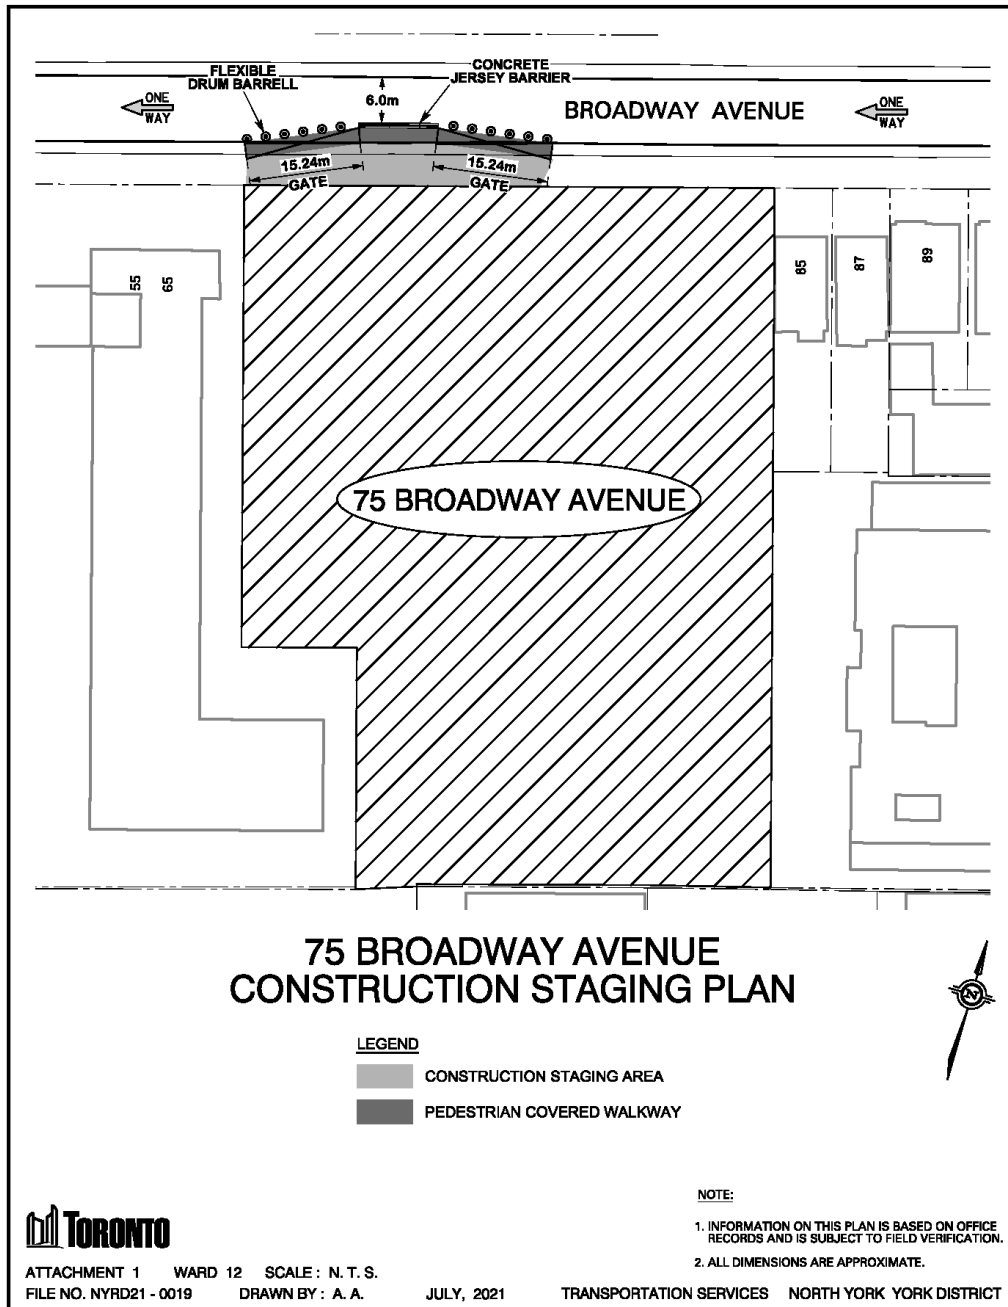 FLEXIBLE
DRUM BARRELL
CONCRETE
JERSEY BARRIER
ONE
WAY
6.0m
BROADWAY AVENUE
ONE
WAY
15.24m
GATE
15.24m
GATE
55
65
85
87
89
75 BROADWAY AVENUE
75 BROADWAY AVENUE
CONSTRUCTION STAGING PLAN
N
LEGEND
CONSTRUCTION STAGING AREA
PEDESTRIAN COVERED WALKWAY
NOTE:
1. INFORMATION ON THIS PLAN IS BASED ON OFFICE
RECORDS AND IS SUBJECT TO FIELD VERIFICATION.
2. ALL DIMENSIONS ARE APPROXIMATE.
TORONTO
ATTACHMENT 1 WARD 12 SCALE : N. T. S.
FILE NO. NYRD21 - 0019 DRAWN BY : A. A. JULY, 2021 TRANSPORTATION SERVICES NORTH YORK YORK DISTRICT